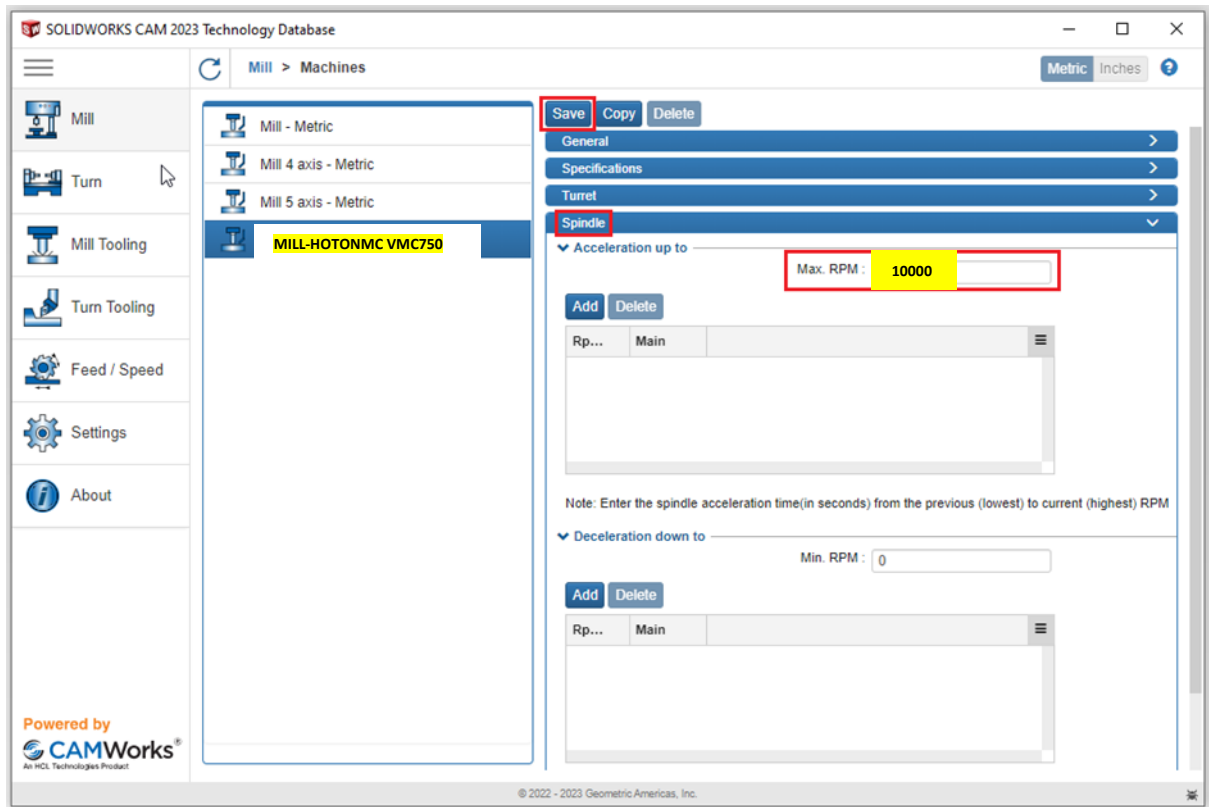 SOLIDWORKS CAM 2023 Technology Database
Mill > Machines
Metric Inches
Mill
Turn
Mill Tooling
Turn Tooling
Feed / Speed
Settings
About
Powered by
CAMWorks®
An HCL Technologies Product
Mill - Metric
Mill 4 axis - Metric
Mill 5 axis - Metric
MILL-HOTONMC VMC750
Save Copy Delete
General
Specifications
Turret
Spindle
Acceleration up to
Max. RPM : 10000
Add Delete
Rp... Main
Note: Enter the spindle acceleration time(in seconds) from the previous (lowest) to current (highest) RPM
Deceleration down to
Min. RPM : 0
Add Delete
Rp... Main
© 2022 - 2023 Geometric Americas, Inc.